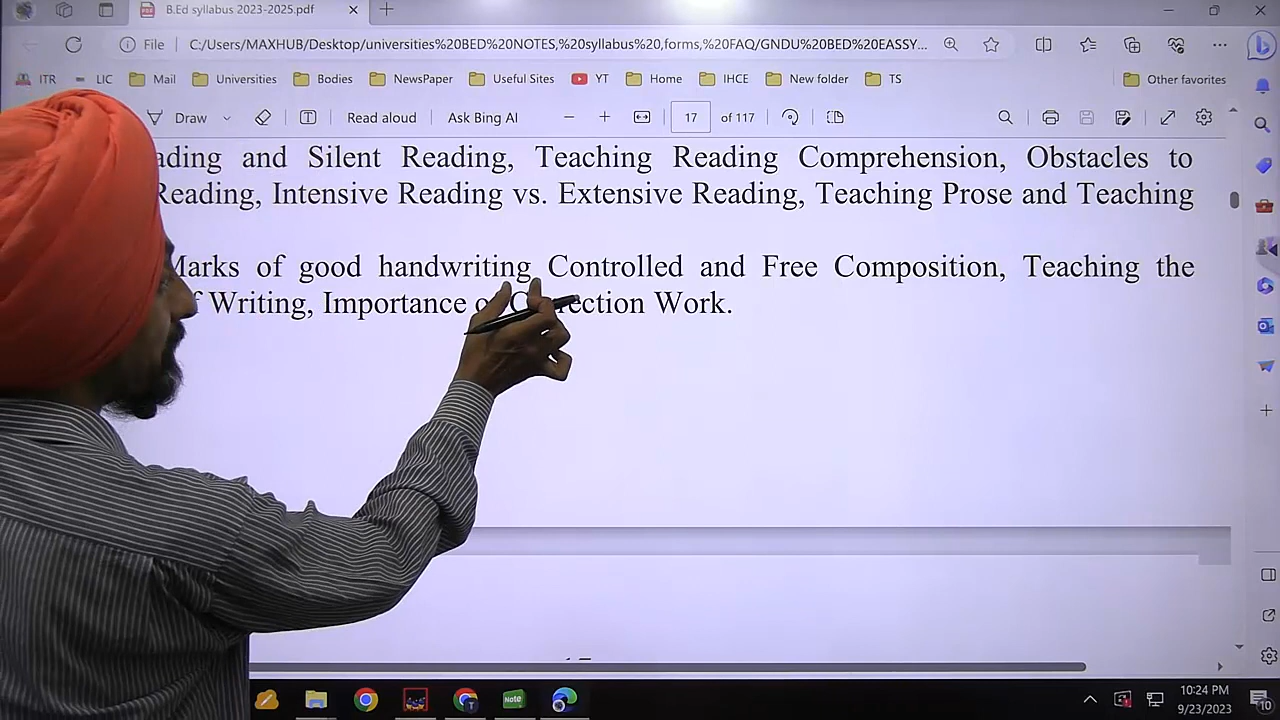 B.Ed syllabus 2023-2025.pdf
File C:/Users/MAXHUB/Desktop/universities%20BED%20NOTES,%20syllabus%20,forms,%20FAQ/GNDU%20BED%20EASSY...
ITR LIC Mail Universities Bodies NewsPaper Useful Sites YT Home IHCE New folder TS Other favorites
Draw Read aloud Ask Bing AI 17 of 117
ading and Silent Reading, Teaching Reading Comprehension, Obstacles to
Reading, Intensive Reading vs. Extensive Reading, Teaching Prose and Teaching
Marks of good handwriting Controlled and Free Composition, Teaching the
f Writing, Importance of Correction Work.
Note
10:24 PM
9/23/2023
10